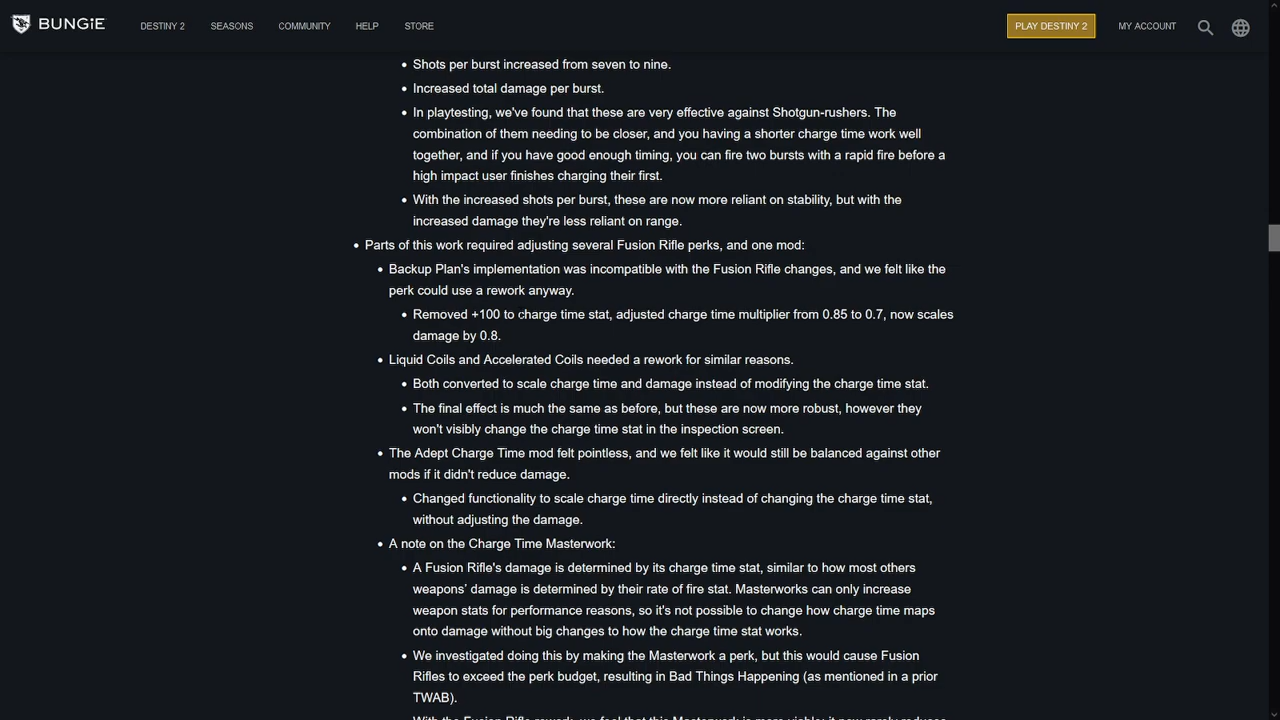 BUNGiE DESTINY 2 SEASONS COMMUNITY HELP STORE PLAY DESTINY 2 MY ACCOUNT
Shots per burst increased from seven to nine.
Increased total damage per burst.
In playtesting, we've found that these are very effective against Shotgun-rushers. The
combination of them needing to be closer, and you having a shorter charge time work well
together, and if you have good enough timing, you can fire two bursts with a rapid fire before a
high impact user finishes charging their first.
With the increased shots per burst, these are now more reliant on stability, but with the
increased damage they're less reliant on range.
Parts of this work required adjusting several Fusion Rifle perks, and one mod:
Backup Plan's implementation was incompatible with the Fusion Rifle changes, and we felt like the
perk could use a rework anyway.
Removed +100 to charge time stat, adjusted charge time multiplier from 0.85 to 0.7, now scales
damage by 0.8.
Liquid Coils and Accelerated Coils needed a rework for similar reasons.
Both converted to scale charge time and damage instead of modifying the charge time stat.
The final effect is much the same as before, but these are now more robust, however they
won't visibly change the charge time stat in the inspection screen.
The Adept Charge Time mod felt pointless, and we felt like it would still be balanced against other
mods if it didn't reduce damage.
Changed functionality to scale charge time directly instead of changing the charge time stat,
without adjusting the damage.
A note on the Charge Time Masterwork:
A Fusion Rifle's damage is determined by its charge time stat, similar to how most others
weapons’ damage is determined by their rate of fire stat. Masterworks can only increase
weapon stats for performance reasons, so it's not possible to change how charge time maps
onto damage without big changes to how the charge time stat works.
We investigated doing this by making the Masterwork a perk, but this would cause Fusion
Rifles to exceed the perk budget, resulting in Bad Things Happening (as mentioned in a prior
TWAB).
With the Fusion Rifle rework, we feel that this Masterwork is more viable: it now rarely reduces